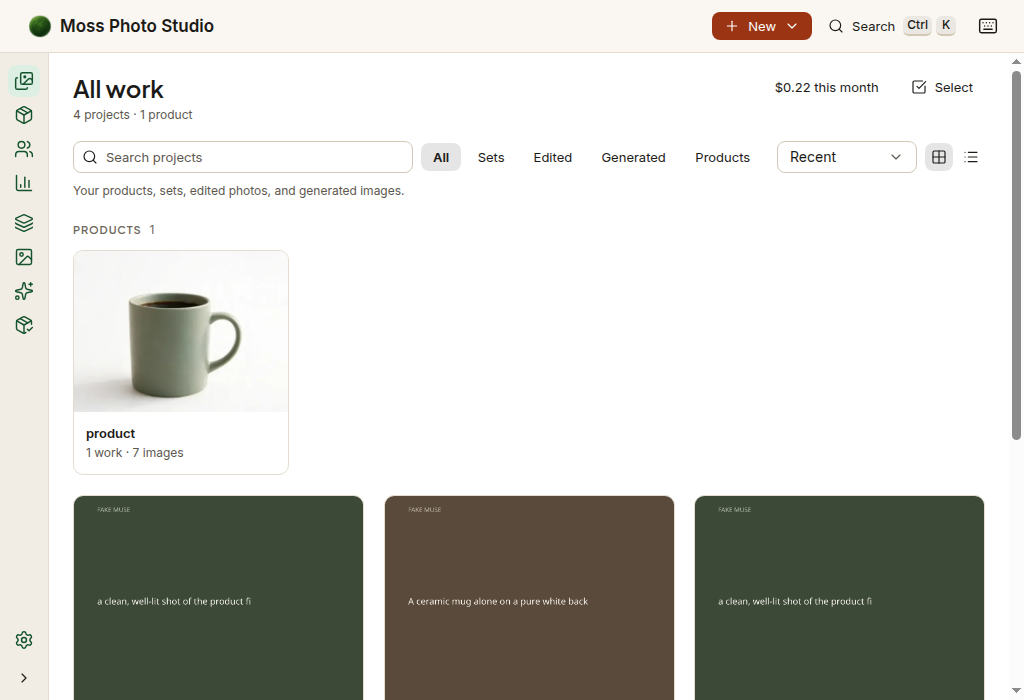 Moss Photo Studio
New
Search Ctrl K
All work
$0.22 this month
Select
4 projects · 1 product
Search projects
All
Sets
Edited
Generated
Products
Recent
Your products, sets, edited photos, and generated images.
PRODUCTS 1
product
1 work · 7 images
FAKE MUSE
a clean, well-lit shot of the product fi
FAKE MUSE
A ceramic mug alone on a pure white back
FAKE MUSE
a clean, well-lit shot of the product fi